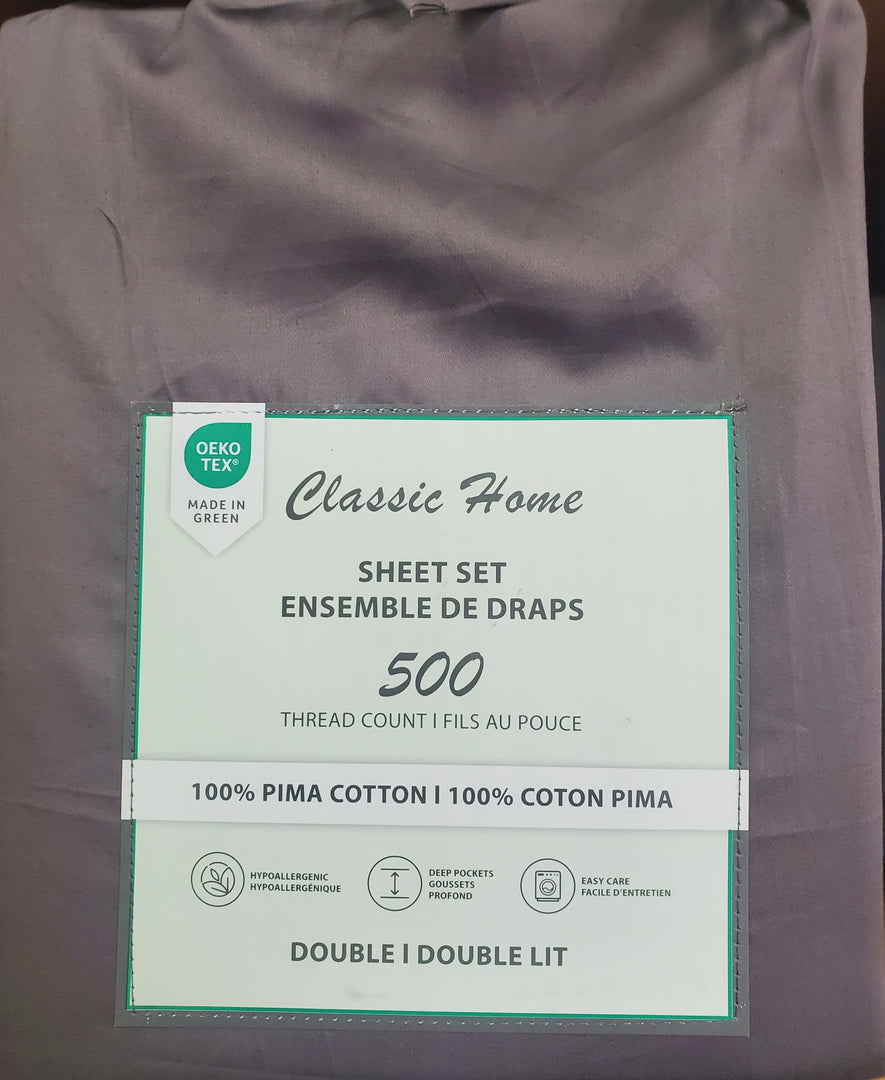 OEKO
TEX®
MADE IN
GREEN
Classic Home
SHEET SET
ENSEMBLE DE DRAPS
500
THREAD COUNT | FILS AU POUCE
100% PIMA COTTON | 100% COTON PIMA
HYPOALLERGENIC
HYPOALLERGÉNIQUE
DEEP POCKETS
GOUSSETS
PROFOND
EASY CARE
FACILE D'ENTRETIEN
DOUBLE | DOUBLE LIT